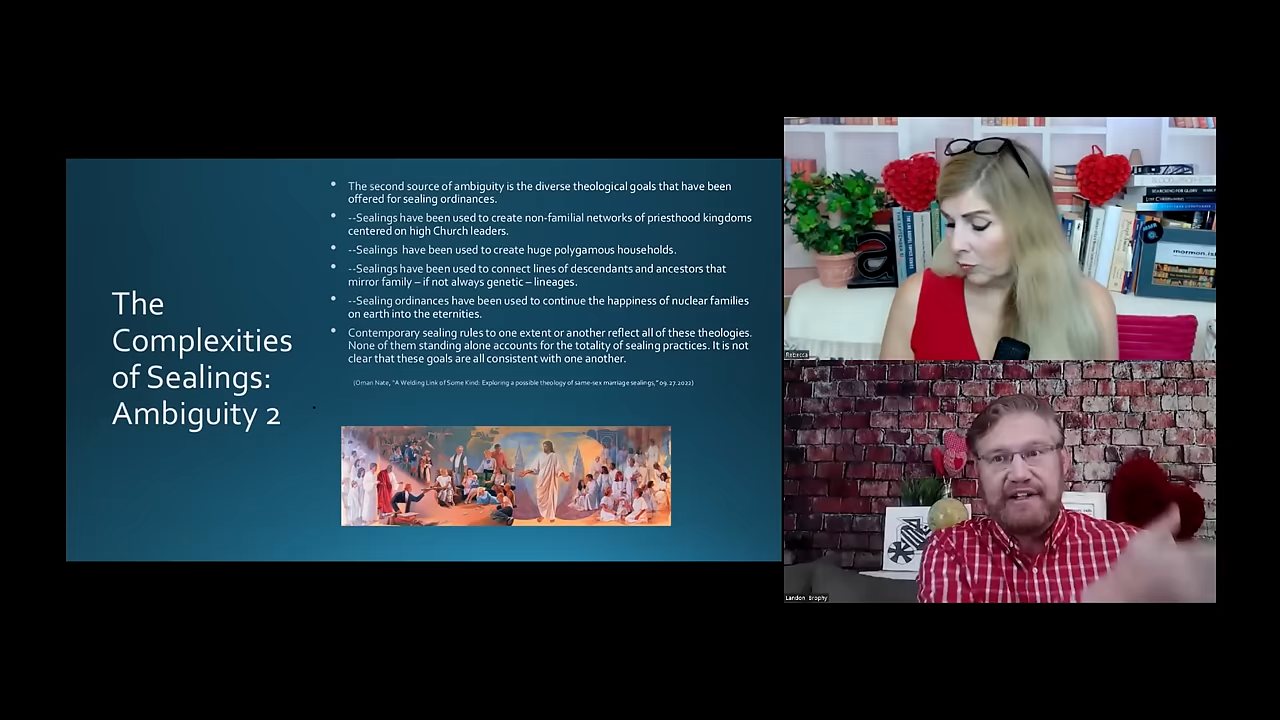 The
Complexities
of Sealings:
Ambiguity 2
The second source of ambiguity is the diverse theological goals that have been
offered for sealing ordinances.
--Sealings have been used to create non-familial networks of priesthood kingdoms
centered on high Church leaders.
--Sealings have been used to create huge polygamous households.
--Sealings have been used to connect lines of descendants and ancestors that
mirror family – if not always genetic – lineages.
--Sealing ordinances have been used to continue the happiness of nuclear families
on earth into the eternities.
Contemporary sealing rules to one extent or another reflect all of these theologies.
None of them standing alone accounts for the totality of sealing practices. It is not
clear that these goals are all consistent with one another.
(Oman Nate, "A Welding Link of Some Kind: Exploring a possible theology of same-sex marriage sealings," 09.27.2022)
a
SEARCHING FOR GLORY
mormon.is
Rebecca
Landon Brophy